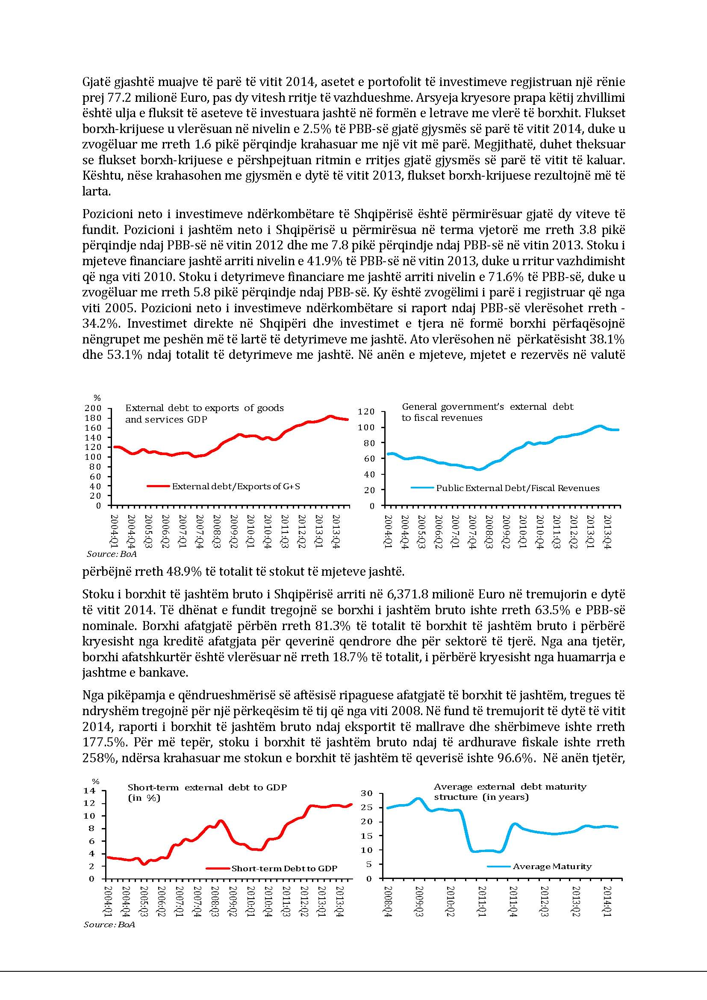 Gjatë gjashtë muajve të parë të vitit 2014, asetet e portofolit të investimeve regjistruan një rënie
prej 77.2 milionë Euro, pas dy vitesh rritje të vazhdueshme. Arsyeja kryesore prapa këtij zhvillimi
është ulja e fluksit të aseteve të investuara jashtë në formën e letrave me vlerë të borxhit. Flukset
borxh-krijuese u vlerësuan në nivelin e 2.5% të PBB-së gjatë gjysmës së parë të vitit 2014, duke u
zvogëluar me rreth 1.6 pikë përqindje krahasuar me një vit më parë. Megjithatë, duhet theksuar
se flukset borxh-krijuese e përshpejtuan ritmin e rritjes gjatë gjysmës së parë të vitit të kaluar.
Kështu, nëse krahasohen me gjysmën e dytë të vitit 2013, flukset borxh-krijuese rezultojnë më të
larta.
Pozicioni neto i investimeve ndërkombëtare të Shqipërisë është përmirësuar gjatë dy viteve të
fundit. Pozicioni i jashtëm neto i Shqipërisë u përmirësua në terma vjetorë me rreth 3.8 pikë
përqindje ndaj PBB-së në vitin 2012 dhe me 7.8 pikë përqindje ndaj PBB-së në vitin 2013. Stoku i
mjeteve financiare jashtë arriti nivelin e 41.9% të PBB-së në vitin 2013, duke u rritur vazhdimisht
që nga viti 2010. Stoku i detyrimeve financiare me jashtë arriti nivelin e 71.6% të PBB-së, duke u
zvogëluar me rreth 5.8 pikë përqindje ndaj PBB-së. Ky është zvogëlimi i parë i regjistruar që nga
viti 2005. Pozicioni neto i investimeve ndërkombëtare si raport ndaj PBB-së vlerësohet rreth -
34.2%. Investimet direkte në Shqipëri dhe investimet e tjera në formë borxhi përfaqësojnë
nëngrupet me peshën më të lartë të detyrimeve me jashtë. Ato vlerësohen në përkatësisht 38.1%
dhe 53.1% ndaj totalit të detyrimeve me jashtë. Në anën e mjeteve, mjetet e rezervës në valutë
%
External debt to exports of goods
and services GDP
200
180
160
140
120
100
80
60
40
20
0
External debt/Exports of G+S
2004:Q1
2004:Q4
2005:Q3
2006:Q2
2007:Q1
2007:Q4
2008:Q3
2009:Q2
2010:Q1
2010:Q4
2011:Q3
2012:Q2
2013:Q1
2013:Q4
Source: BoA
General government's external debt
to fiscal revenues
120
100
80
60
40
20
0
Public External Debt/Fiscal Revenues
2004:Q1
2004:Q4
2005:Q3
2006:Q2
2007:Q1
2007:Q4
2008:Q3
2009:Q2
2010:Q1
2010:Q4
2011:Q3
2012:Q2
2013:Q1
2013:Q4
përbëjnë rreth 48.9% të totalit të stokut të mjeteve jashtë.
Stoku i borxhit të jashtëm bruto i Shqipërisë arriti në 6,371.8 milionë Euro në tremujorin e dytë
të vitit 2014. Të dhënat e fundit tregojnë se borxhi i jashtëm bruto ishte rreth 63.5% e PBB-së
nominale. Borxhi afatgjatë përbën rreth 81.3% të totalit të borxhit të jashtëm bruto i përbërë
kryesisht nga kreditë afatgjata për qeverinë qendrore dhe për sektorë të tjerë. Nga ana tjetër,
borxhi afatshkurtër është vlerësuar në rreth 18.7% të totalit, i përbërë kryesisht nga huamarrja e
jashtme e bankave.
Nga pikëpamja e qëndrueshmërisë së aftësisë ripaguese afatgjatë të borxhit të jashtëm, tregues të
ndryshëm tregojnë për një përkeqësim të tij që nga viti 2008. Në fund të tremujorit të dytë të vitit
2014, raporti i borxhit të jashtëm bruto ndaj eksportit të mallrave dhe shërbimeve ishte rreth
177.5%. Për më tepër, stoku i borxhit të jashtëm bruto ndaj të ardhurave fiskale ishte rreth
258%, ndërsa krahasuar me stokun e borxhit të jashtëm të qeverisë ishte 96.6%. Në anën tjetër,
%
Short-term external debt to GDP
(in %)
14
12
10
8
6
4
2
0
Short-term Debt to GDP
2004:Q1
2004:Q4
2005:Q3
2006:Q2
2007:Q1
2007:Q4
2008:Q3
2009:Q2
2010:Q1
2010:Q4
2011:Q3
2012:Q2
2013:Q1
2013:Q4
Source: BoA
Average external debt maturity
structure (in years)
30
25
20
15
10
5
0
Average Maturity
2008:Q4
2009:Q3
2010:Q2
2011:Q1
2011:Q4
2012:Q3
2013:Q2
2014:Q1